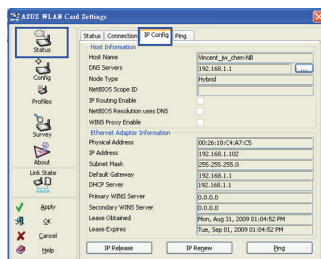 ASUS WLAN Card Settings
Status
Config
Profiles
Survey
About
Link State
Apply
OK
Cancel
Help
Status Connection IP Config Ping
Host Information
Host Name Vincent_jw_chen-NB
DNS Servers 192.168.1.1 ...
Node Type Hybrid
NetBIOS Scope ID
IP Routing Enable
NetBIOS Resolution uses DNS
WINS Proxy Enable
Ethernet Adapter Information
Physical Address 00:26:18:C4:A7:C5
IP Address 192.168.1.102
Subnet Mask 255.255.255.0
Default Gateway 192.168.1.1
DHCP Server 192.168.1.1
Primary WINS Server 0.0.0.0
Secondary WINS Server 0.0.0.0
Lease Obtained Mon, Aug 31, 2009 01:04:52 PM
Lease Expires Tue, Sep 01, 2009 01:04:52 PM
IP Release IP Renew Ping